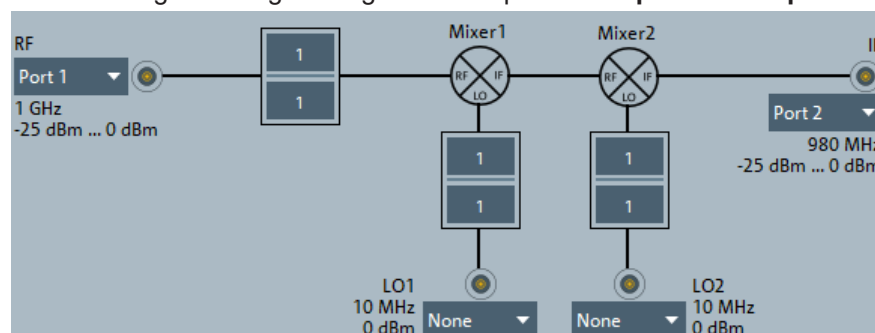 RF
Port 1
1 GHz
-25 dBm ... 0 dBm
1
1
Mixer1
RF IF
LO
Mixer2
RF IF
LO
Port 2
980 MHz
-25 dBm ... 0 dBm
1
1
1
1
LO1
10 MHz
0 dBm
None
LO2
10 MHz
0 dBm
None